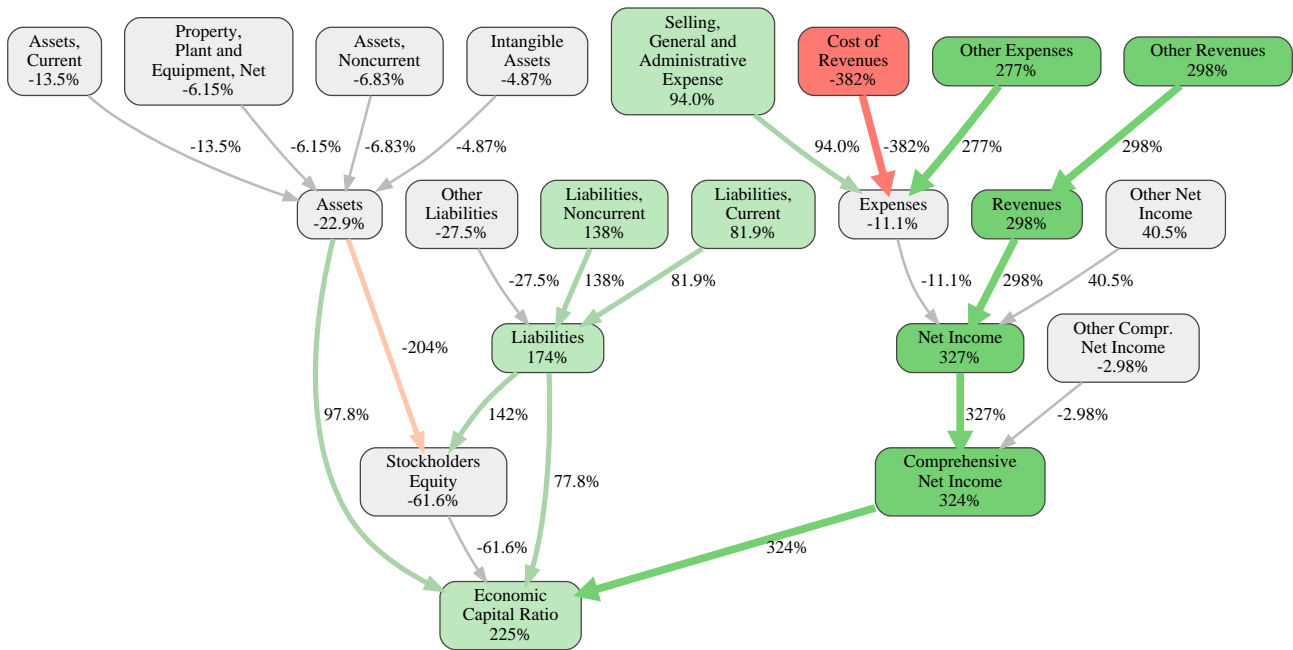 Assets,
Current
-13.5%
Property,
Plant and
Equipment, Net
-6.15%
Assets,
Noncurrent
-6.83%
Intangible
Assets
-4.87%
Selling,
General and
Administrative
Expense
94.0%
Cost of
Revenues
-382%
Other Expenses
277%
Other Revenues
298%
-13.5%
-6.15%
-6.83%
-4.87%
94.0%
-382%
277%
298%
Assets
-22.9%
Other
Liabilities
-27.5%
Liabilities,
Noncurrent
138%
Liabilities,
Current
81.9%
Expenses
-11.1%
Revenues
298%
Other Net
Income
40.5%
-27.5%
138%
81.9%
-11.1%
298%
40.5%
-204%
Liabilities
174%
Net Income
327%
Other Compr.
Net Income
-2.98%
97.8%
142%
327%
-2.98%
Stockholders
Equity
-61.6%
77.8%
Comprehensive
Net Income
324%
-61.6%
324%
Economic
Capital Ratio
225%